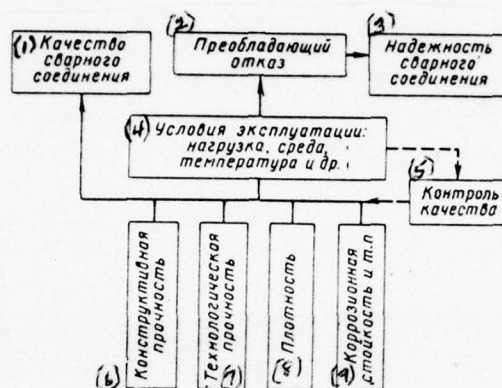 (1) Качество
сварного
соединения
(2)
Преобладающий
отказ
(3)
Надежность
сварного
соединения
(4) Условия эксплуатации:
нагрузка, среда,
температура и др.
(5)
Контроль
качества
(6) Конструктивная
прочность
(7) Технологическая
прочность
(8) Плотность
(9) Коррозионная
стойкость и т.п